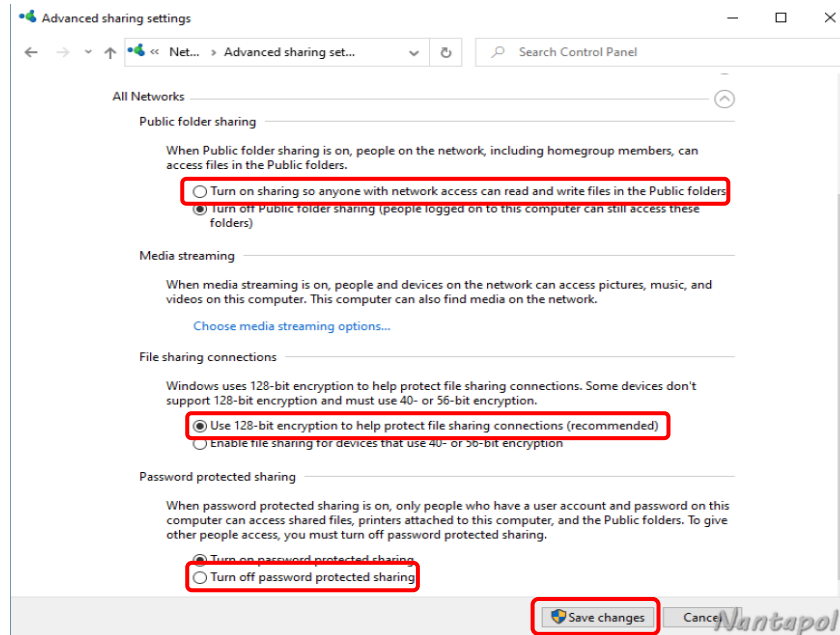 Advanced sharing settings
« Net... › Advanced sharing set...
Search Control Panel
All Networks
Public folder sharing
When Public folder sharing is on, people on the network, including homegroup members, can
access files in the Public folders.
Turn on sharing so anyone with network access can read and write files in the Public folders
Turn off Public folder sharing (people logged on to this computer can still access these
folders)
Media streaming
When media streaming is on, people and devices on the network can access pictures, music, and
videos on this computer. This computer can also find media on the network.
Choose media streaming options...
File sharing connections
Windows uses 128-bit encryption to help protect file sharing connections. Some devices don't
support 128-bit encryption and must use 40- or 56-bit encryption.
Use 128-bit encryption to help protect file sharing connections (recommended)
Enable file sharing for devices that use 40- or 56-bit encryption
Password protected sharing
When password protected sharing is on, only people who have a user account and password on this
computer can access shared files, printers attached to this computer, and the Public folders. To give
other people access, you must turn off password protected sharing.
Turn on password protected sharing
Turn off password protected sharing
Save changes
Cancel
Nantapol